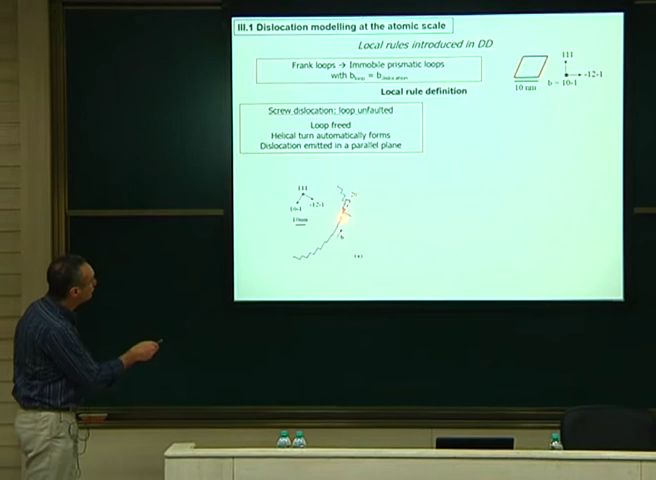 III.1 Dislocation modelling at the atomic scale
Local rules introduced in DD
Frank loops → Immobile prismatic loops
with b_loop = b_dislocation
111
-12-1
10 nm
b = 10-1
Local rule definition
Screw dislocation: loop unfaulted
Loop freed
Helical turn automatically forms
Dislocation emitted in a parallel plane
111
10-1
-12-1
10nm
b